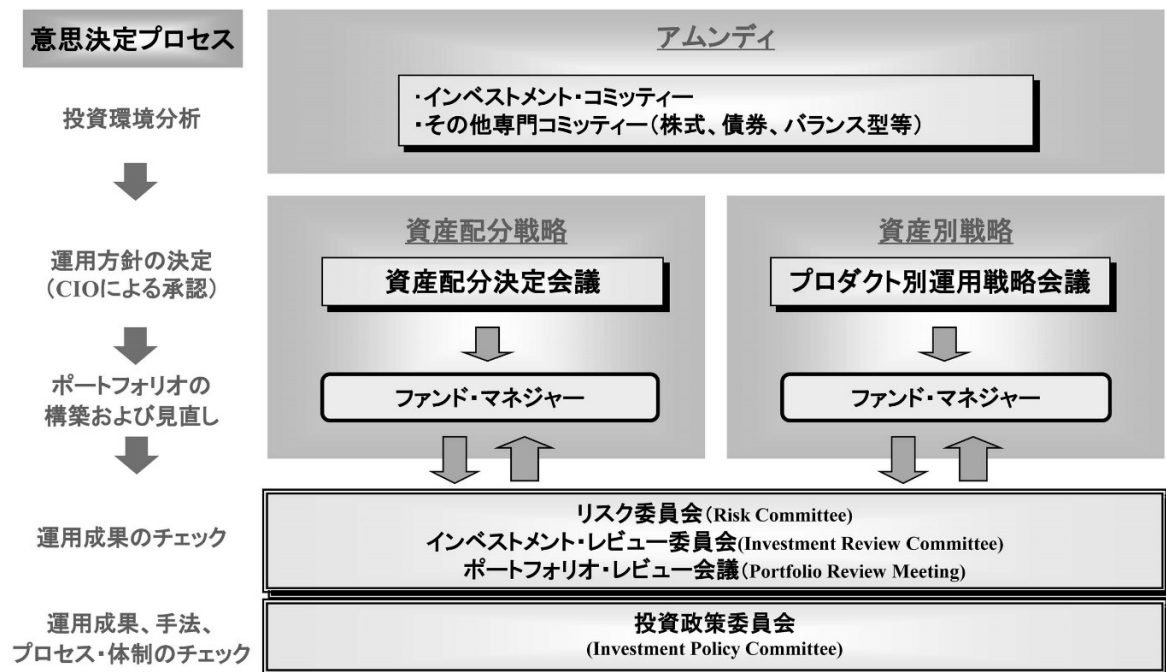 意思決定プロセス
アムンディ
・インベストメント・コミッティー
・その他専門コミッティー(株式、債券、バランス型等)
投資環境分析
資産配分戦略
資産別戦略
運用方針の決定
(CIOによる承認)
資産配分決定会議
プロダクト別運用戦略会議
ポートフォリオの
構築および見直し
ファンド・マネジャー
ファンド・マネジャー
運用成果のチェック
リスク委員会(Risk Committee)
インベストメント・レビュー委員会(Investment Review Committee)
ポートフォリオ・レビュー会議(Portfolio Review Meeting)
運用成果、手法、
プロセス・体制のチェック
投資政策委員会
(Investment Policy Committee)